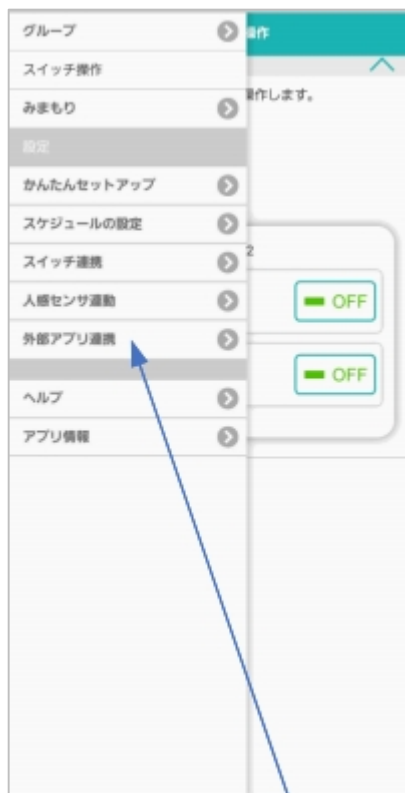 グループ
操作
スイッチ操作
みまもり
操作します。
設定
かんたんセットアップ
スケジュールの設定
2
スイッチ連携
人感センサ連動
OFF
外部アプリ連携
OFF
ヘルプ
アプリ情報